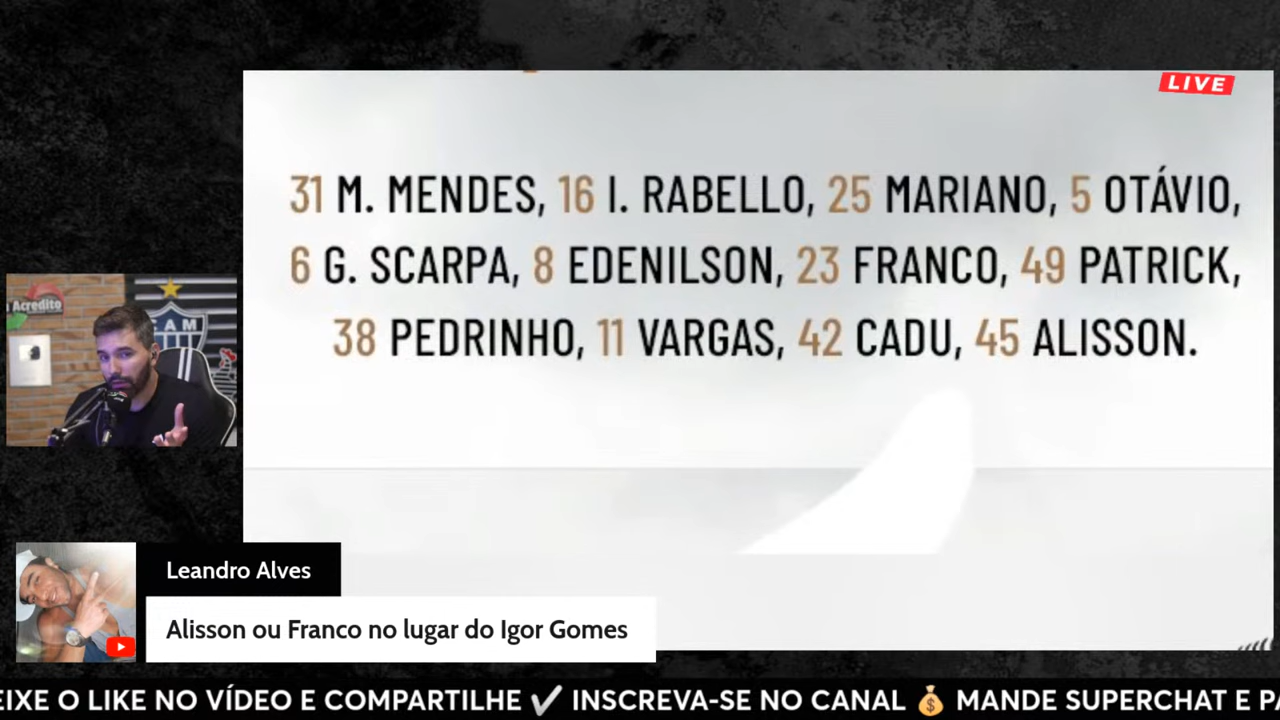 LIVE
31 M. MENDES, 16 I. RABELLO, 25 MARIANO, 5 OTÁVIO,
6 G. SCARPA, 8 EDENILSON, 23 FRANCO, 49 PATRICK,
38 PEDRINHO, 11 VARGAS, 42 CADU, 45 ALISSON.
Acredito
CAM
Leandro Alves
Alisson ou Franco no lugar do Igor Gomes
EIXE O LIKE NO VÍDEO E COMPARTILHE ✔ INSCREVA-SE NO CANAL 💰 MANDE SUPERCHAT E PA